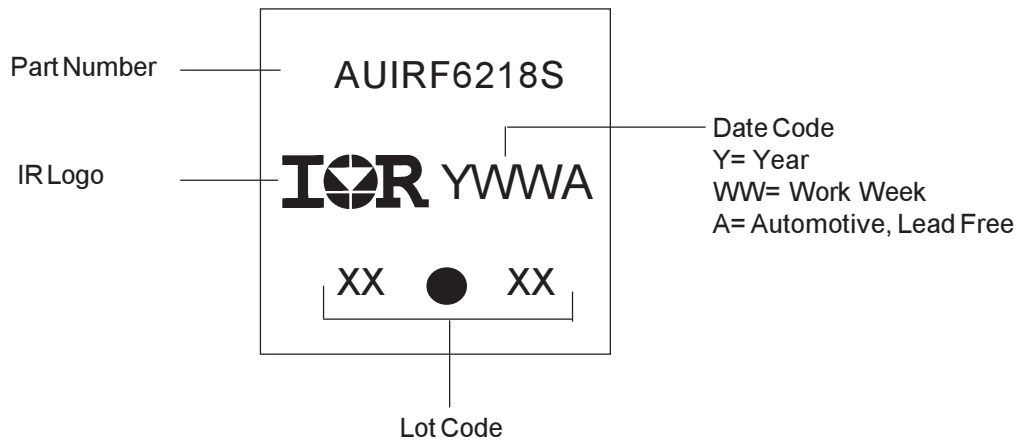 Part Number
AUIRF6218S
IR Logo
IOR YWWA
Date Code
Y= Year
WW= Work Week
A= Automotive, Lead Free
XX XX
Lot Code